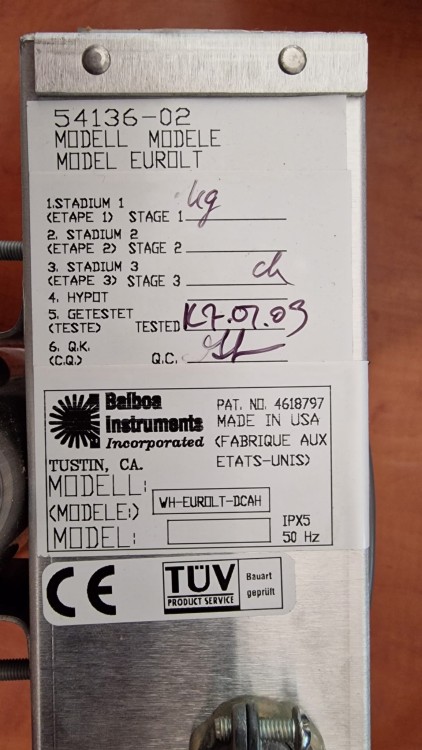 54136-02
MODELL MODELE
MODEL EUROLT
1.STADIUM 1
(ETAPE 1) STAGE 1 kg
2. STADIUM 2
(ETAPE 2) STAGE 2
3. STADIUM 3
(ETAPE 3) STAGE 3 ch
4. HYPOT
5. GETESTET
(TESTE) TESTED
6. Q.K.
(C.Q.) Q.C.
Balboa
Instruments
Incorporated
TUSTIN, CA.
PAT. NO. 4618797
MADE IN USA
(FABRIQUE AUX
ETATS-UNIS)
MODELL:
(MODELE:)
WH-EUROLT-DCAH
MODEL:
IPX5
50 Hz
CE
TÜV
PRODUCT SERVICE
Bauart
geprüft